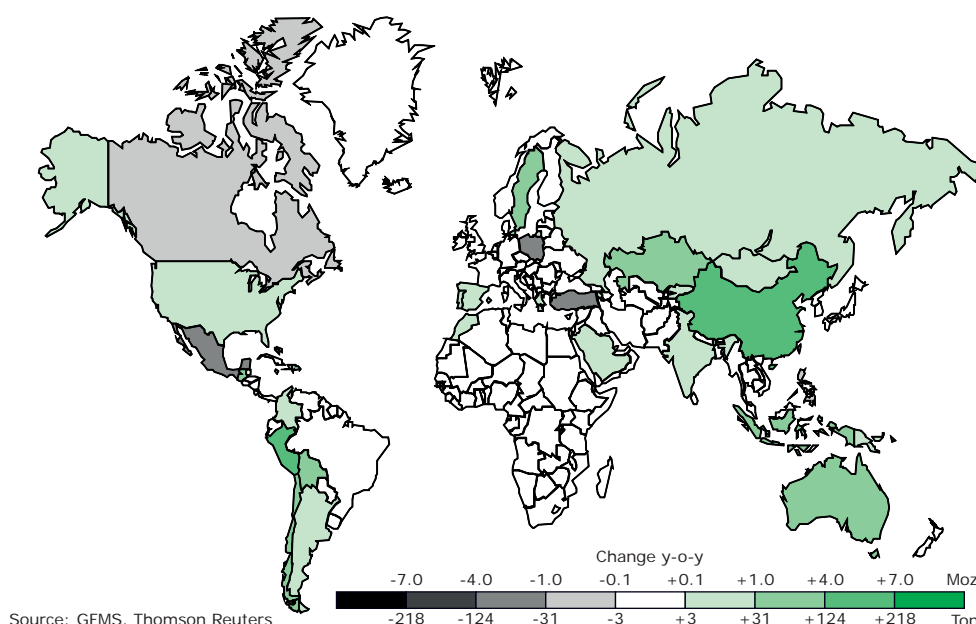 Change y-o-y
-7.0 -4.0 -1.0 -0.1 +0.1 +1.0 +4.0 +7.0 Moz
-218 -124 -31 -3 +3 +31 +124 +218
Source: GFMS, Thomson Reuters